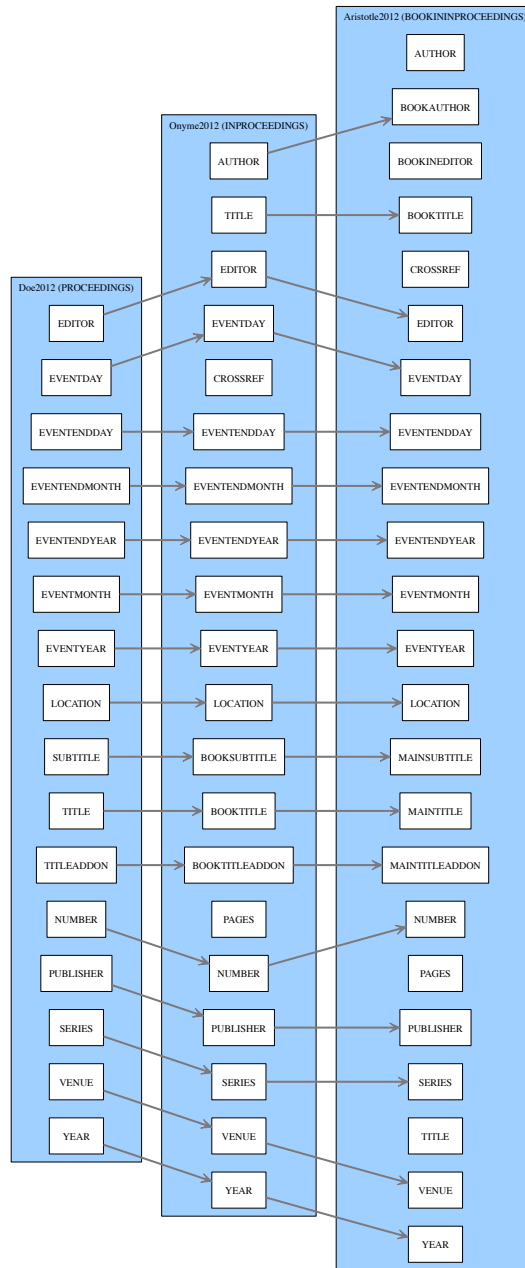 Doe2012 (PROCEEDINGS)
EDITOR
EVENTDAY
EVENTENDDAY
EVENTENDMONTH
EVENTENDYEAR
EVENTMONTH
EVENTYEAR
LOCATION
SUBTITLE
TITLE
TITLEADDON
NUMBER
PUBLISHER
SERIES
VENUE
YEAR
Onyme2012 (INPROCEEDINGS)
AUTHOR
TITLE
EDITOR
EVENTDAY
CROSSREF
EVENTENDDAY
EVENTENDMONTH
EVENTENDYEAR
EVENTMONTH
EVENTYEAR
LOCATION
BOOKSUBTITLE
BOOKTITLE
BOOKTITLEADDON
PAGES
NUMBER
PUBLISHER
SERIES
VENUE
YEAR
Aristotle2012 (BOOKININPROCEEDINGS)
AUTHOR
BOOKAUTHOR
BOOKINEDITOR
BOOKTITLE
CROSSREF
EDITOR
EVENTDAY
EVENTENDDAY
EVENTENDMONTH
EVENTENDYEAR
EVENTMONTH
EVENTYEAR
LOCATION
MAINSUBTITLE
MAINTITLE
MAINTITLEADDON
NUMBER
PAGES
PUBLISHER
SERIES
TITLE
VENUE
YEAR